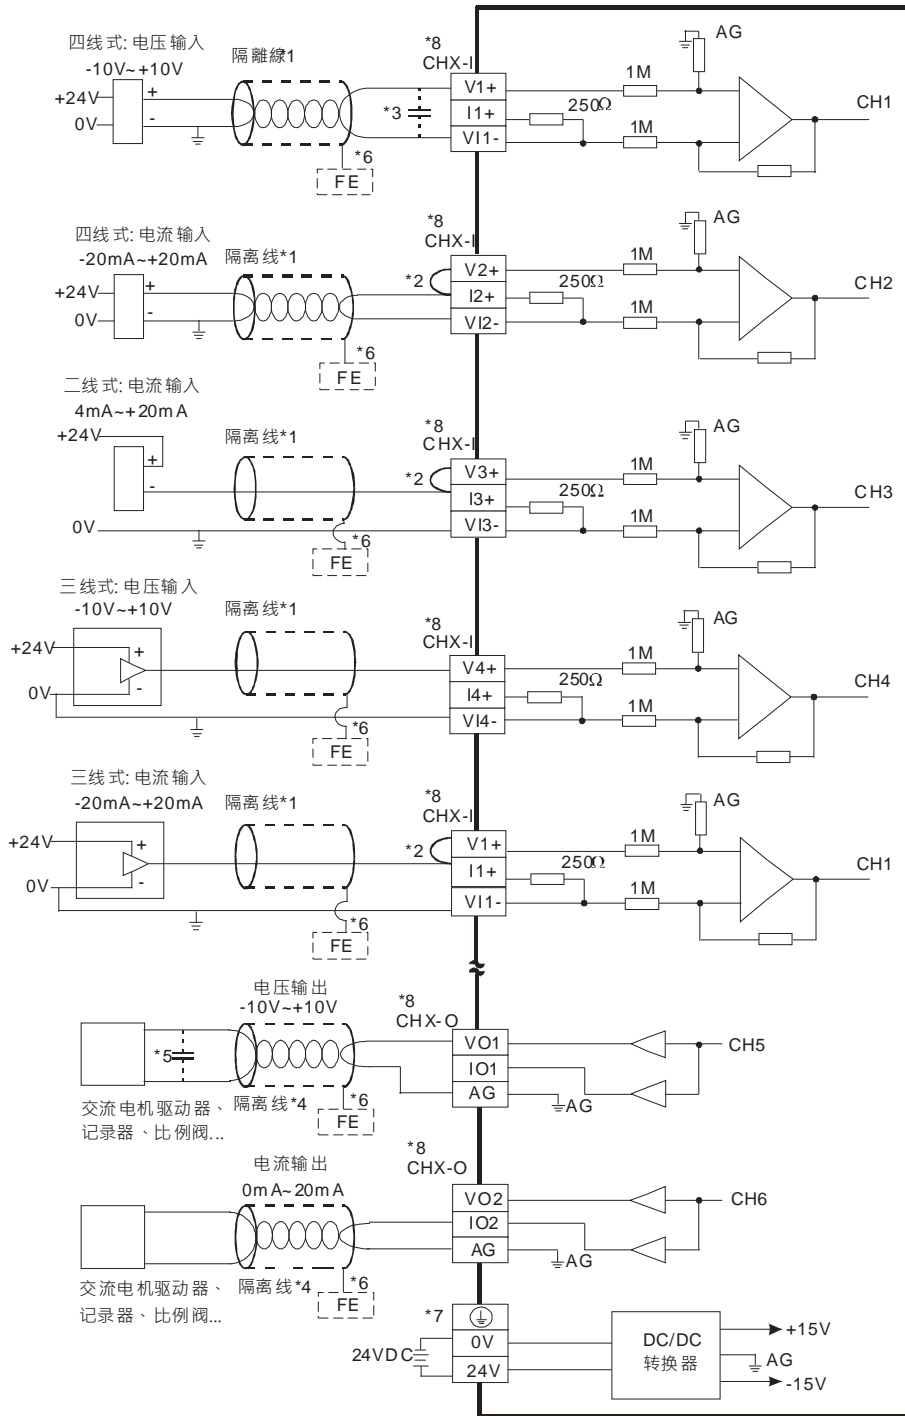 四线式: 电压输入
-10V~+10V
隔離線*1
*8
CHX-I
AG
+24V
+
0V
-
*3
V1+
I1+
VI1-
250Ω
1M
1M
CH1
*6
FE
四线式: 电流输入
-20mA~+20mA
隔离线*1
*8
CHX-I
AG
+24V
+
0V
-
*2
V2+
I2+
VI2-
250Ω
1M
1M
CH2
*6
FE
二线式: 电流输入
4mA~+20mA
+24V
隔离线*1
*8
CHX-I
AG
+
-
0V
*2
V3+
I3+
VI3-
250Ω
1M
1M
CH3
*6
FE
三线式: 电压输入
-10V~+10V
隔离线*1
*8
CHX-I
AG
+24V
+
0V
-
V4+
I4+
VI4-
250Ω
1M
1M
CH4
*6
FE
三线式: 电流输入
-20mA~+20mA
隔离线*1
*8
CHX-I
AG
+24V
+
0V
-
*2
V1+
I1+
VI1-
250Ω
1M
1M
CH1
*6
FE
电压输出
-10V~+10V
*8
CHX-O
*5
VO1
IO1
AG
AG
CH5
交流电机驱动器、
记录器、比例阀...
隔离线*4
*6
FE
电流输出
0mA~20mA
*8
CHX-O
VO2
IO2
AG
AG
CH6
交流电机驱动器、
记录器、比例阀...
隔离线*4
*6
FE
*7
24VDC
0V
24V
DC/DC
转换器
+15V
AG
-15V